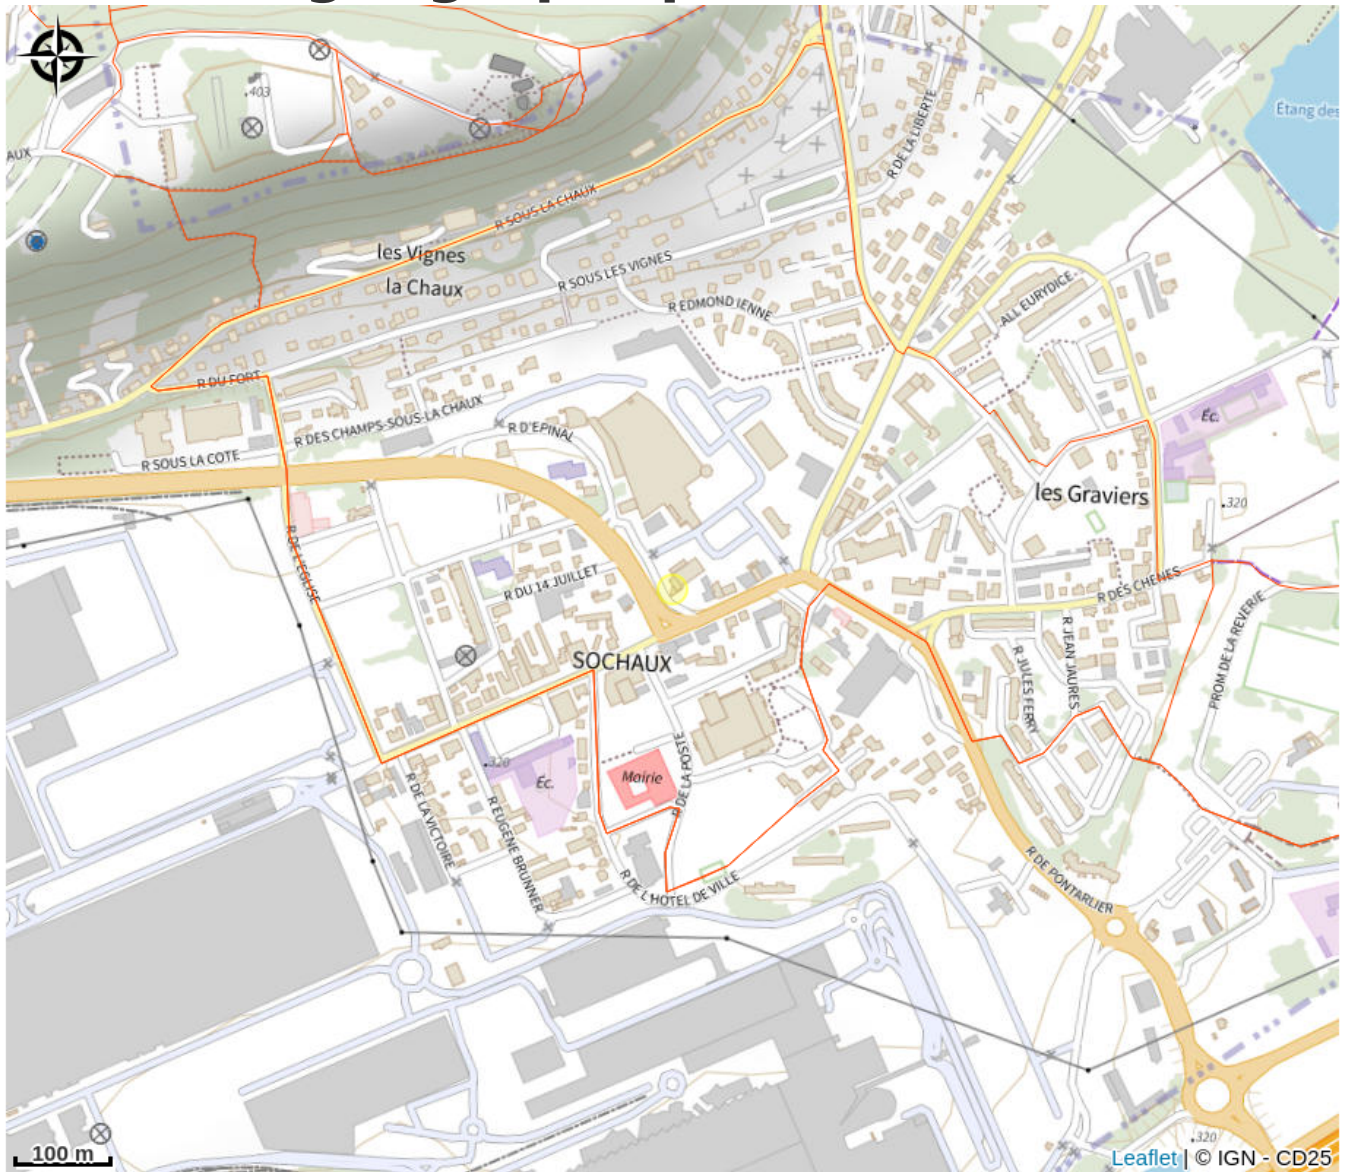 403
AUX
R DE LA LIBERTE
Étang des
R SOUS LA CHAUX
les Vignes
la Chaux
R SOUS LES VIGNES
R EDMOND IENNE
ALL EURYDICE
R DU FORT
R DES CHAMPS-SOUS-LA CHAUX
R D'EPINAL
R SOUS LA COTE
Éc.
les Graviers
320
R DE L'EGLISE
R DU 14 JUILLET
R DES CHENES
PROM DE LA REVERIE
SOCHAUX
R JEAN JAURES
R JULES FERRY
320
Éc.
Mairie
R DE LA POSTE
R DE LA VICTOIRE
R EUGENE BRUNNER
R DE L'HOTEL DE VILLE
R DE PONTARLIER
320
100 m
Leaflet | © IGN - CD25